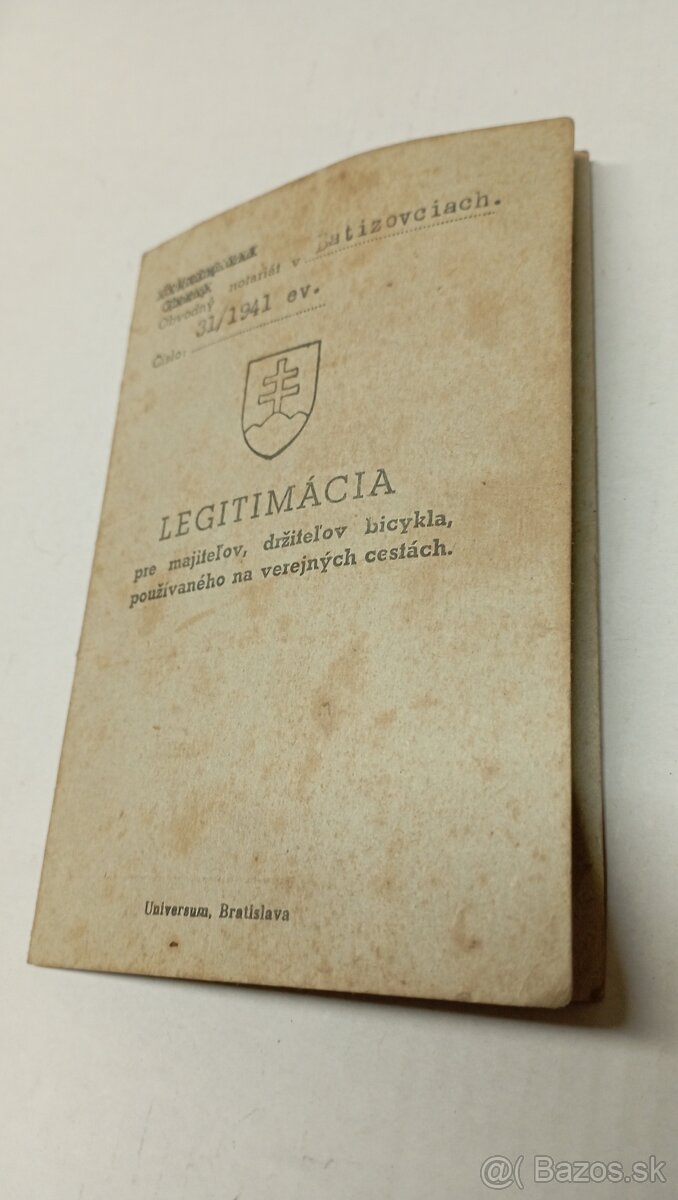 Obvodný notariát v Batizovciach.
Číslo: 31/1941 ev.
LEGITIMÁCIA
pre majiteľov, držiteľov bicykla,
používaného na verejných cestách.
Universum, Bratislava
@( Bazos.sk